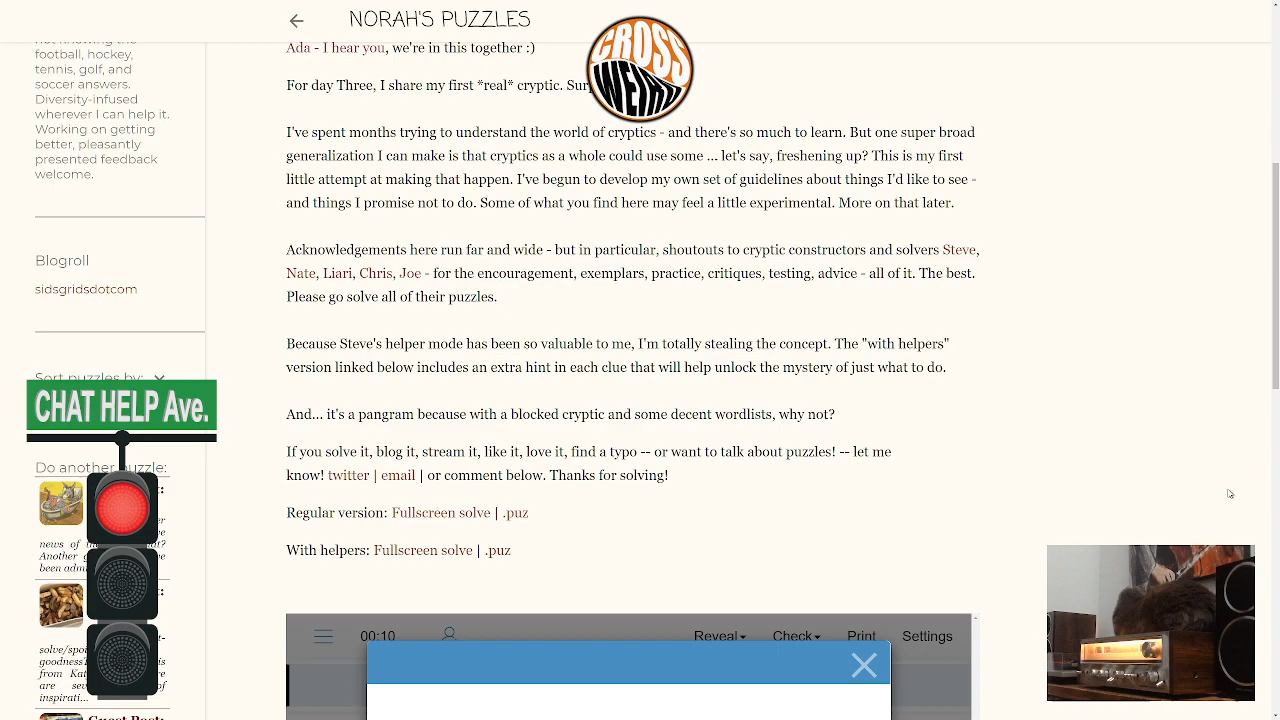 NORAH'S PUZZLES
football, hockey,
tennis, golf, and
soccer answers.
Diversity-infused
wherever I can help it.
Working on getting
better, pleasantly
presented feedback
welcome.
Blogroll
sidsgridsdotcom
Sort puzzles by:
CHAT HELP Ave.
Do another puzzle:
news of
Another
been
solve/spoi
goodness
from Kat
are se
inspirati...
Guest Post:
CROSS
WEIRD
Ada - I hear you, we're in this together :)
For day Three, I share my first *real* cryptic.
I've spent months trying to understand the world of cryptics - and there's so much to learn. But one super broad
generalization I can make is that cryptics as a whole could use some ... let's say, freshening up? This is my first
little attempt at making that happen. I've begun to develop my own set of guidelines about things I'd like to see -
and things I promise not to do. Some of what you find here may feel a little experimental. More on that later.
Acknowledgements here run far and wide - but in particular, shoutouts to cryptic constructors and solvers Steve,
Nate, Liari, Chris, Joe - for the encouragement, exemplars, practice, critiques, testing, advice - all of it. The best.
Please go solve all of their puzzles.
Because Steve's helper mode has been so valuable to me, I'm totally stealing the concept. The "with helpers"
version linked below includes an extra hint in each clue that will help unlock the mystery of just what to do.
And... it's a pangram because with a blocked cryptic and some decent wordlists, why not?
If you solve it, blog it, stream it, like it, love it, find a typo -- or want to talk about puzzles! -- let me
know! twitter | email | or comment below. Thanks for solving!
Regular version: Fullscreen solve | .puz
With helpers: Fullscreen solve | .puz
00:10 Reveal Check Print Settings